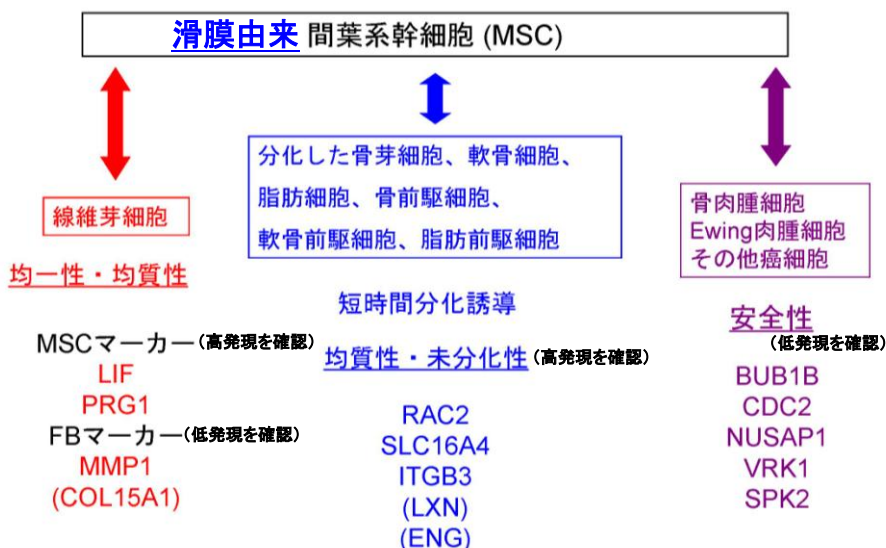 滑膜由来 間葉系幹細胞 (MSC)
線維芽細胞
均一性・均質性
MSCマーカー(高発現を確認)
LIF
PRG1
FBマーカー(低発現を確認)
MMP1
(COL15A1)
分化した骨芽細胞、軟骨細胞、
脂肪細胞、骨前駆細胞、
軟骨前駆細胞、脂肪前駆細胞
短時間分化誘導
均質性・未分化性(高発現を確認)
RAC2
SLC16A4
ITGB3
(LXN)
(ENG)
骨肉腫細胞
Ewing肉腫細胞
その他癌細胞
安全性
(低発現を確認)
BUB1B
CDC2
NUSAP1
VRK1
SPK2